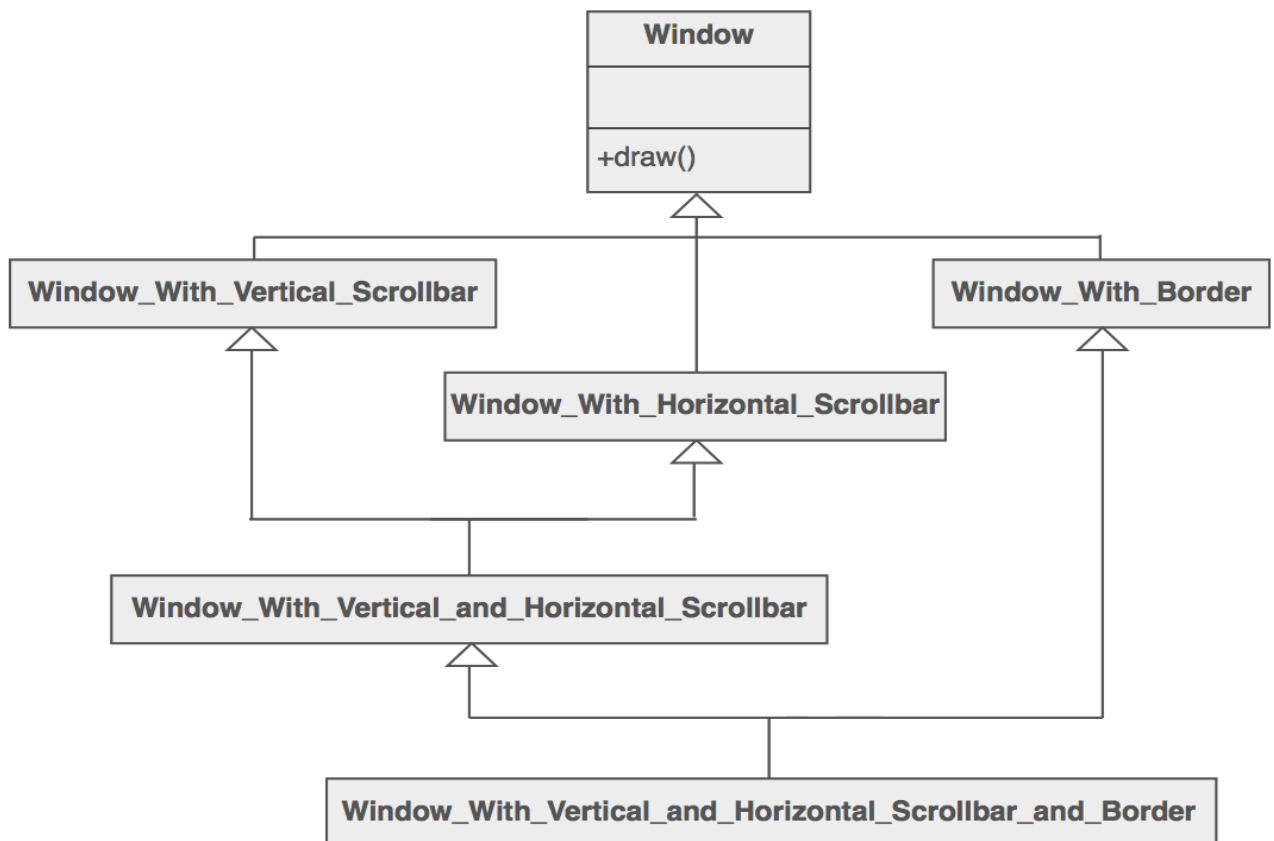 Window
+draw()
Window_With_Vertical_Scrollbar
Window_With_Border
Window_With_Horizontal_Scrollbar
Window_With_Vertical_and_Horizontal_Scrollbar
Window_With_Vertical_and_Horizontal_Scrollbar_and_Border